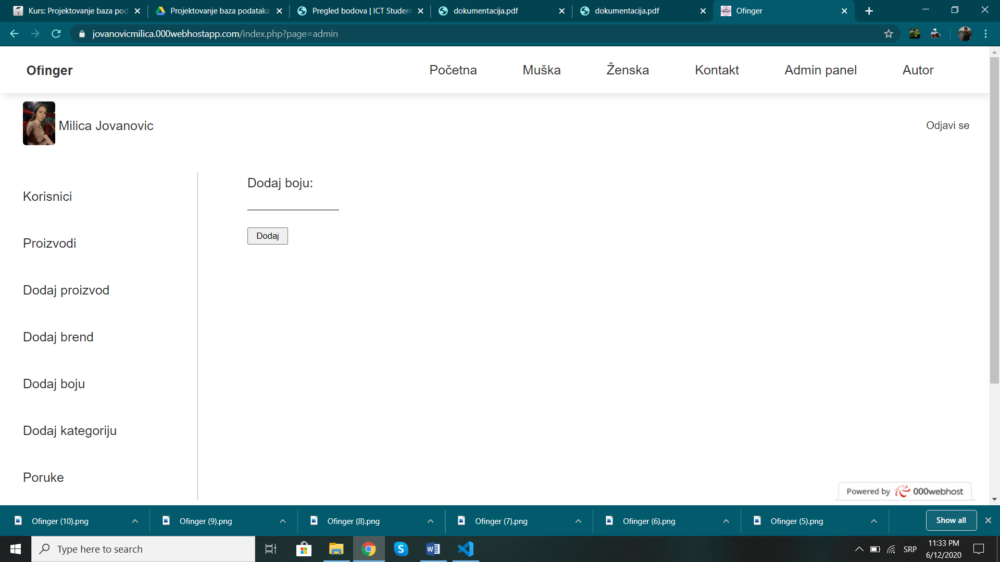 Kurs: Projektovanje baza pod
Projektovanje baza podataka
Pregled bodova | ICT Student
dokumentacija.pdf
dokumentacija.pdf
Ofinger
jovanovicmilica.000webhostapp.com/index.php?page=admin
Ofinger
Početna
Muška
Ženska
Kontakt
Admin panel
Autor
Milica Jovanovic
Odjavi se
Korisnici
Proizvodi
Dodaj proizvod
Dodaj brend
Dodaj boju
Dodaj kategoriju
Poruke
Dodaj boju:
Dodaj
Powered by 000webhost
Ofinger (10).png
Ofinger (9).png
Ofinger (8).png
Ofinger (7).png
Ofinger (6).png
Ofinger (5).png
Show all
Type here to search
SRP
11:33 PM
6/12/2020